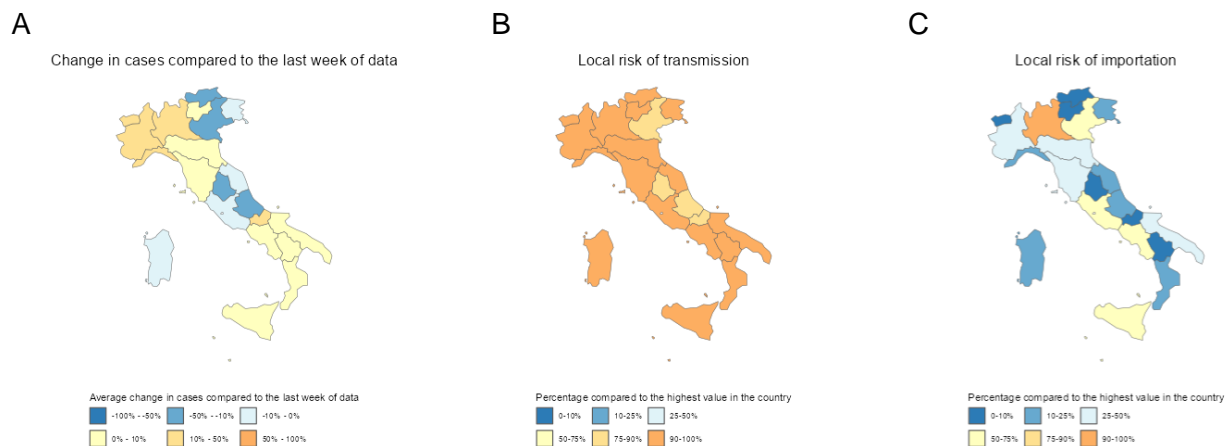 A
B
C
Change in cases compared to the last week of data
Local risk of transmission
Local risk of importation
Average change in cases compared to the last week of data
-100% - -50%
-50% - -10%
-10% - 0%
0% - 10%
10% - 50%
50% - 100%
Percentage compared to the highest value in the country
0-10%
10-25%
25-50%
50-75%
75-90%
90-100%
Percentage compared to the highest value in the country
0-10%
10-25%
25-50%
50-75%
75-90%
90-100%